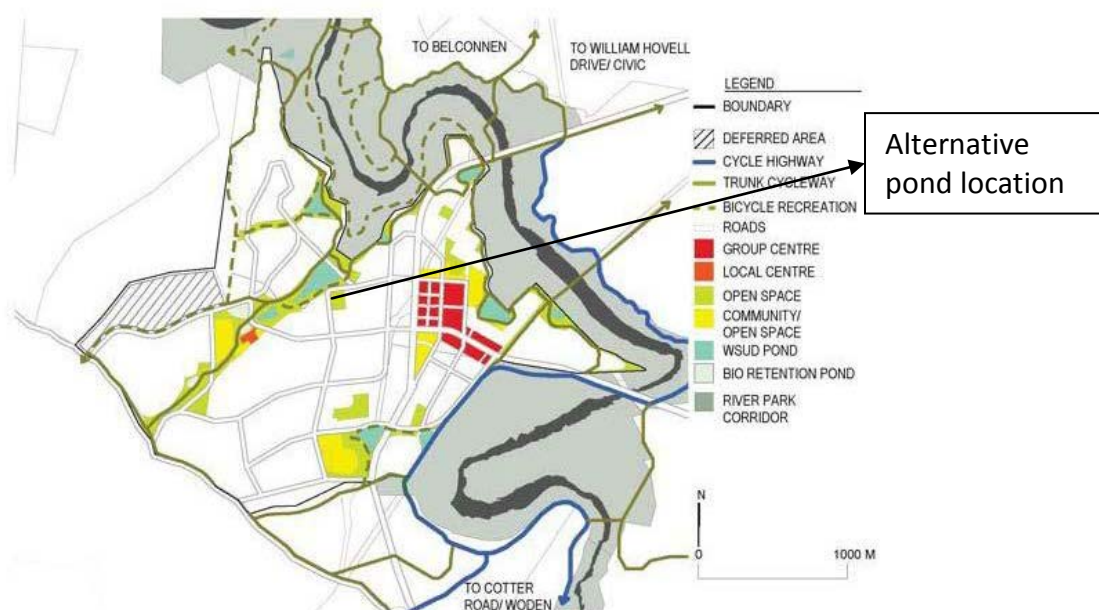 TO BELCONNEN
TO WILLIAM HOVELL
DRIVE/ CIVIC
LEGEND
BOUNDARY
DEFERRED AREA
CYCLE HIGHWAY
TRUNK CYCLEWAY
BICYCLE RECREATION
ROADS
GROUP CENTRE
LOCAL CENTRE
OPEN SPACE
COMMUNITY/
OPEN SPACE
WSUD POND
BIO RETENTION POND
RIVER PARK
CORRIDOR
Alternative
pond location
N
0 1000 M
TO COTTER
ROAD/ WODEN